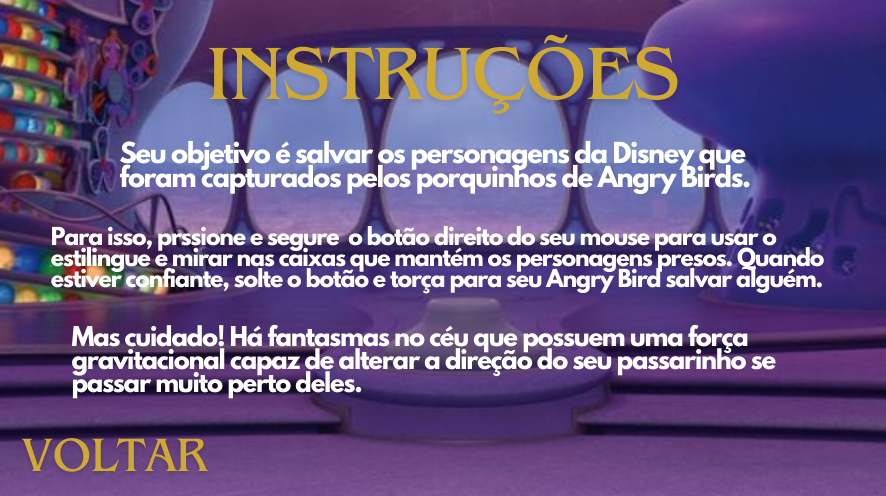 INSTRUÇÕES
Seu objetivo é salvar os personagens da Disney que
foram capturados pelos porquinhos de Angry Birds.
Para isso, prssione e segure o botão direito do seu mouse para usar o
estilingue e mirar nas caixas que mantém os personagens presos. Quando
estiver confiante, solte o botão e torça para seu Angry Bird salvar alguém.
Mas cuidado! Há fantasmas no céu que possuem uma força
gravitacional capaz de alterar a direção do seu passarinho se
passar muito perto deles.
VOLTAR